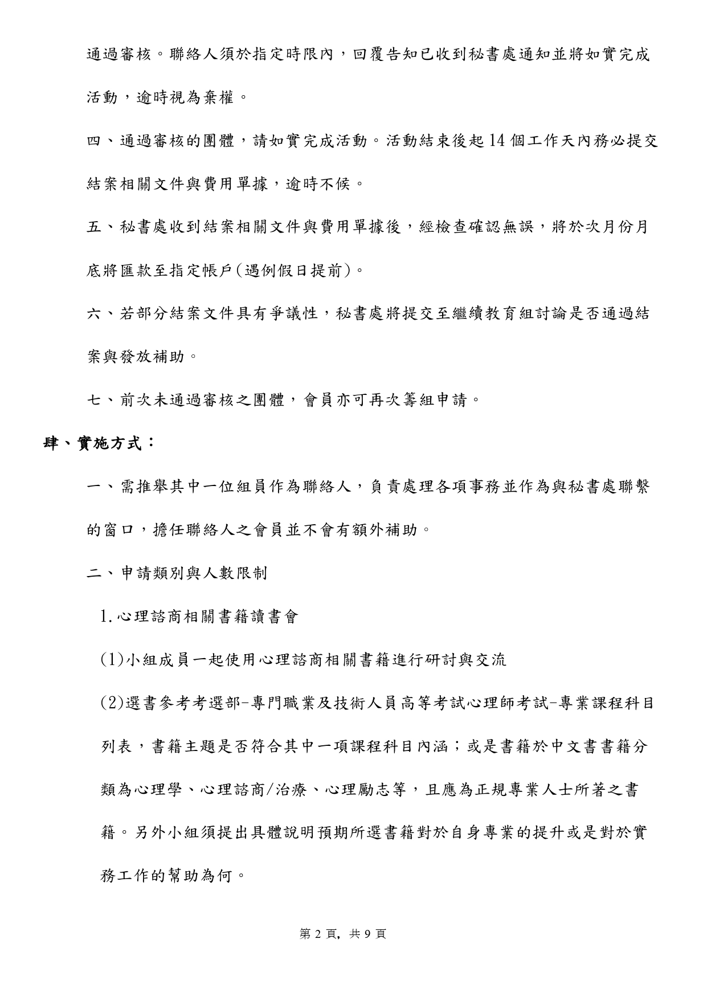 通過審核。聯絡人須於指定時限內，回覆告知已收到秘書處通知並將如實完成
活動，逾時視為棄權。
四、通過審核的團體，請如實完成活動。活動結束後起 14 個工作天內務必提交
結案相關文件與費用單據，逾時不候。
五、秘書處收到結案相關文件與費用單據後，經檢查確認無誤，將於次月份月
底將匯款至指定帳戶(遇例假日提前)。
六、若部分結案文件具有爭議性，秘書處將提交至繼續教育組討論是否通過結
案與發放補助。
七、前次未通過審核之團體，會員亦可再次籌組申請。
肆、實施方式：
一、需推舉其中一位組員作為聯絡人，負責處理各項事務並作為與秘書處聯繫
的窗口，擔任聯絡人之會員並不會有額外補助。
二、申請類別與人數限制
1.心理諮商相關書籍讀書會
(1)小組成員一起使用心理諮商相關書籍進行研討與交流
(2)選書參考考選部-專門職業及技術人員高等考試心理師考試-專業課程科目
列表，書籍主題是否符合其中一項課程科目內涵；或是書籍於中文書書籍分
類為心理學、心理諮商/治療、心理勵志等，且應為正規專業人士所著之書
籍。另外小組須提出具體說明預期所選書籍對於自身專業的提升或是對於實
務工作的幫助為何。
第 2 頁，共 9 頁